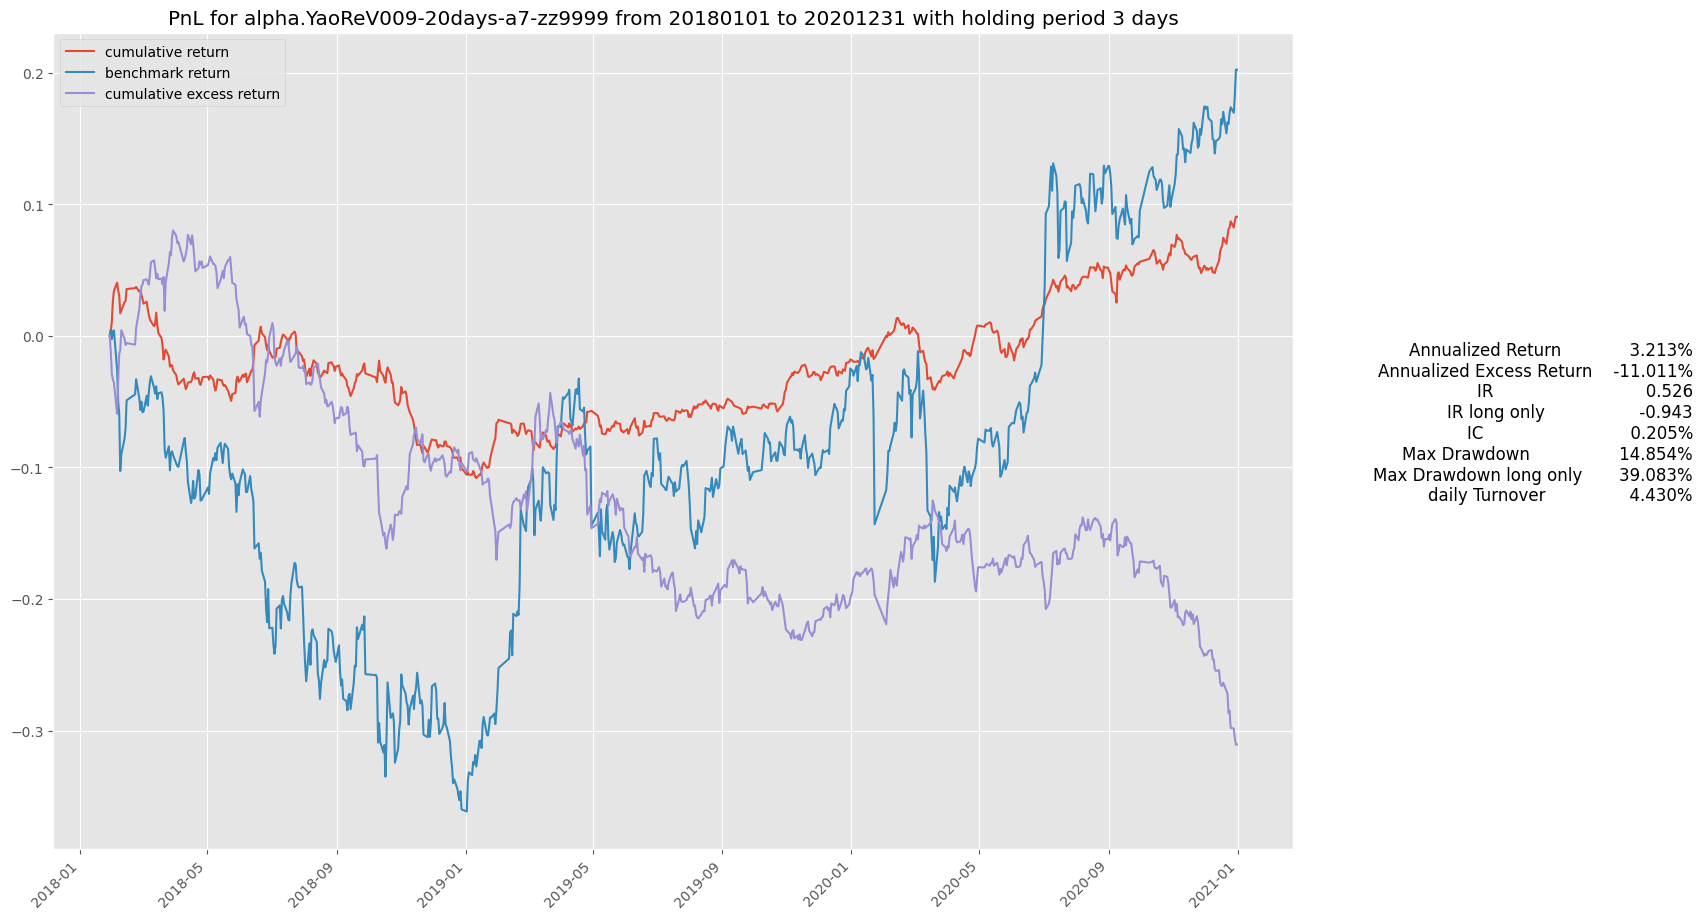 PnL for alpha.YaoReV009-20days-a7-zz9999 from 20180101 to 20201231 with holding period 3 days
cumulative return
benchmark return
cumulative excess return
0.2
0.1
0.0
−0.1
−0.2
−0.3
2018-01
2018-05
2018-09
2019-01
2019-05
2019-09
2020-01
2020-05
2020-09
2021-01
Annualized Return 3.213%
Annualized Excess Return -11.011%
IR 0.526
IR long only -0.943
IC 0.205%
Max Drawdown 14.854%
Max Drawdown long only 39.083%
daily Turnover 4.430%